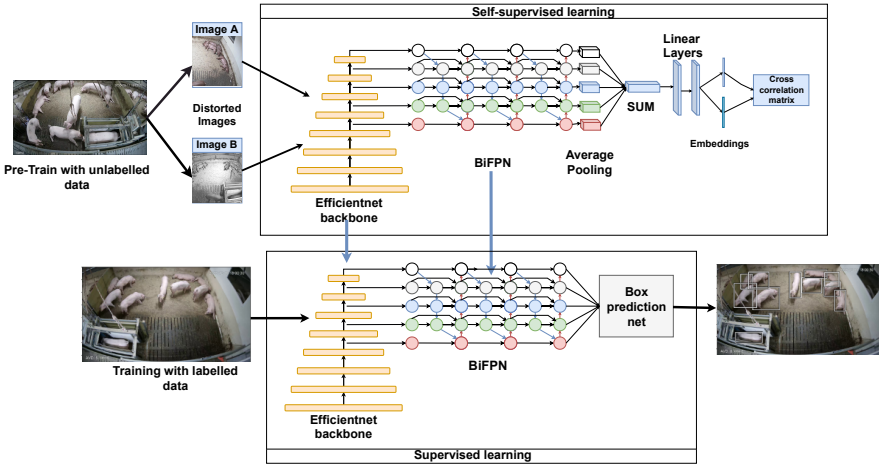 Self-supervised learning
Image A
Distorted
Images
Image B
Pre-Train with unlabelled
data
Efficientnet
backbone
BiFPN
Average
Pooling
SUM
Linear
Layers
Embeddings
Cross
correlation
matrix
Training with labelled
data
Efficientnet
backbone
BiFPN
Box
prediction
net
Supervised learning